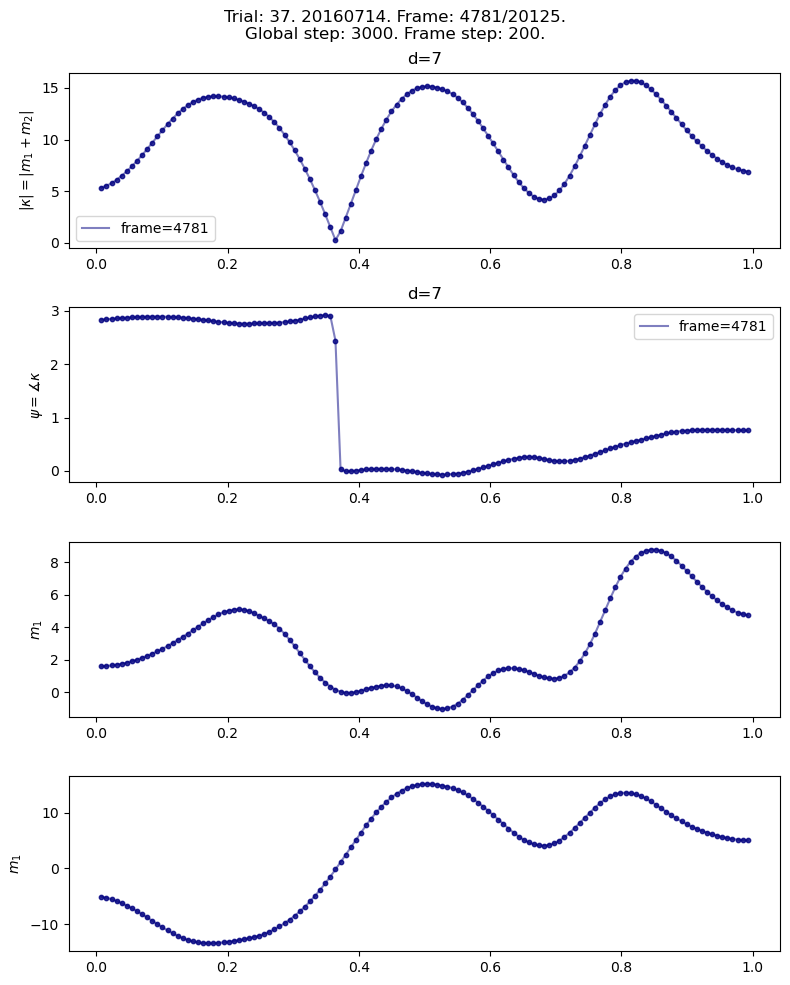 Trial: 37. 20160714. Frame: 4781/20125.
Global step: 3000. Frame step: 200.
d=7
|κ| = |m₁ + m₂|
15
10
5
0
frame=4781
0.0 0.2 0.4 0.6 0.8 1.0
d=7
ψ = ∡κ
3
2
1
0
frame=4781
0.0 0.2 0.4 0.6 0.8 1.0
m₁
8
6
4
2
0
0.0 0.2 0.4 0.6 0.8 1.0
m₁
10
0
−10
0.0 0.2 0.4 0.6 0.8 1.0